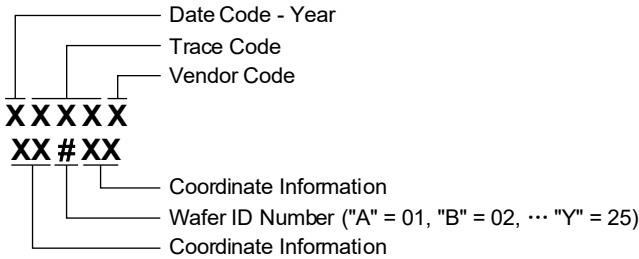 Date Code - Year
Trace Code
Vendor Code
X X X X X
XX # XX
Coordinate Information
Wafer ID Number ("A" = 01, "B" = 02, ··· "Y" = 25)
Coordinate Information